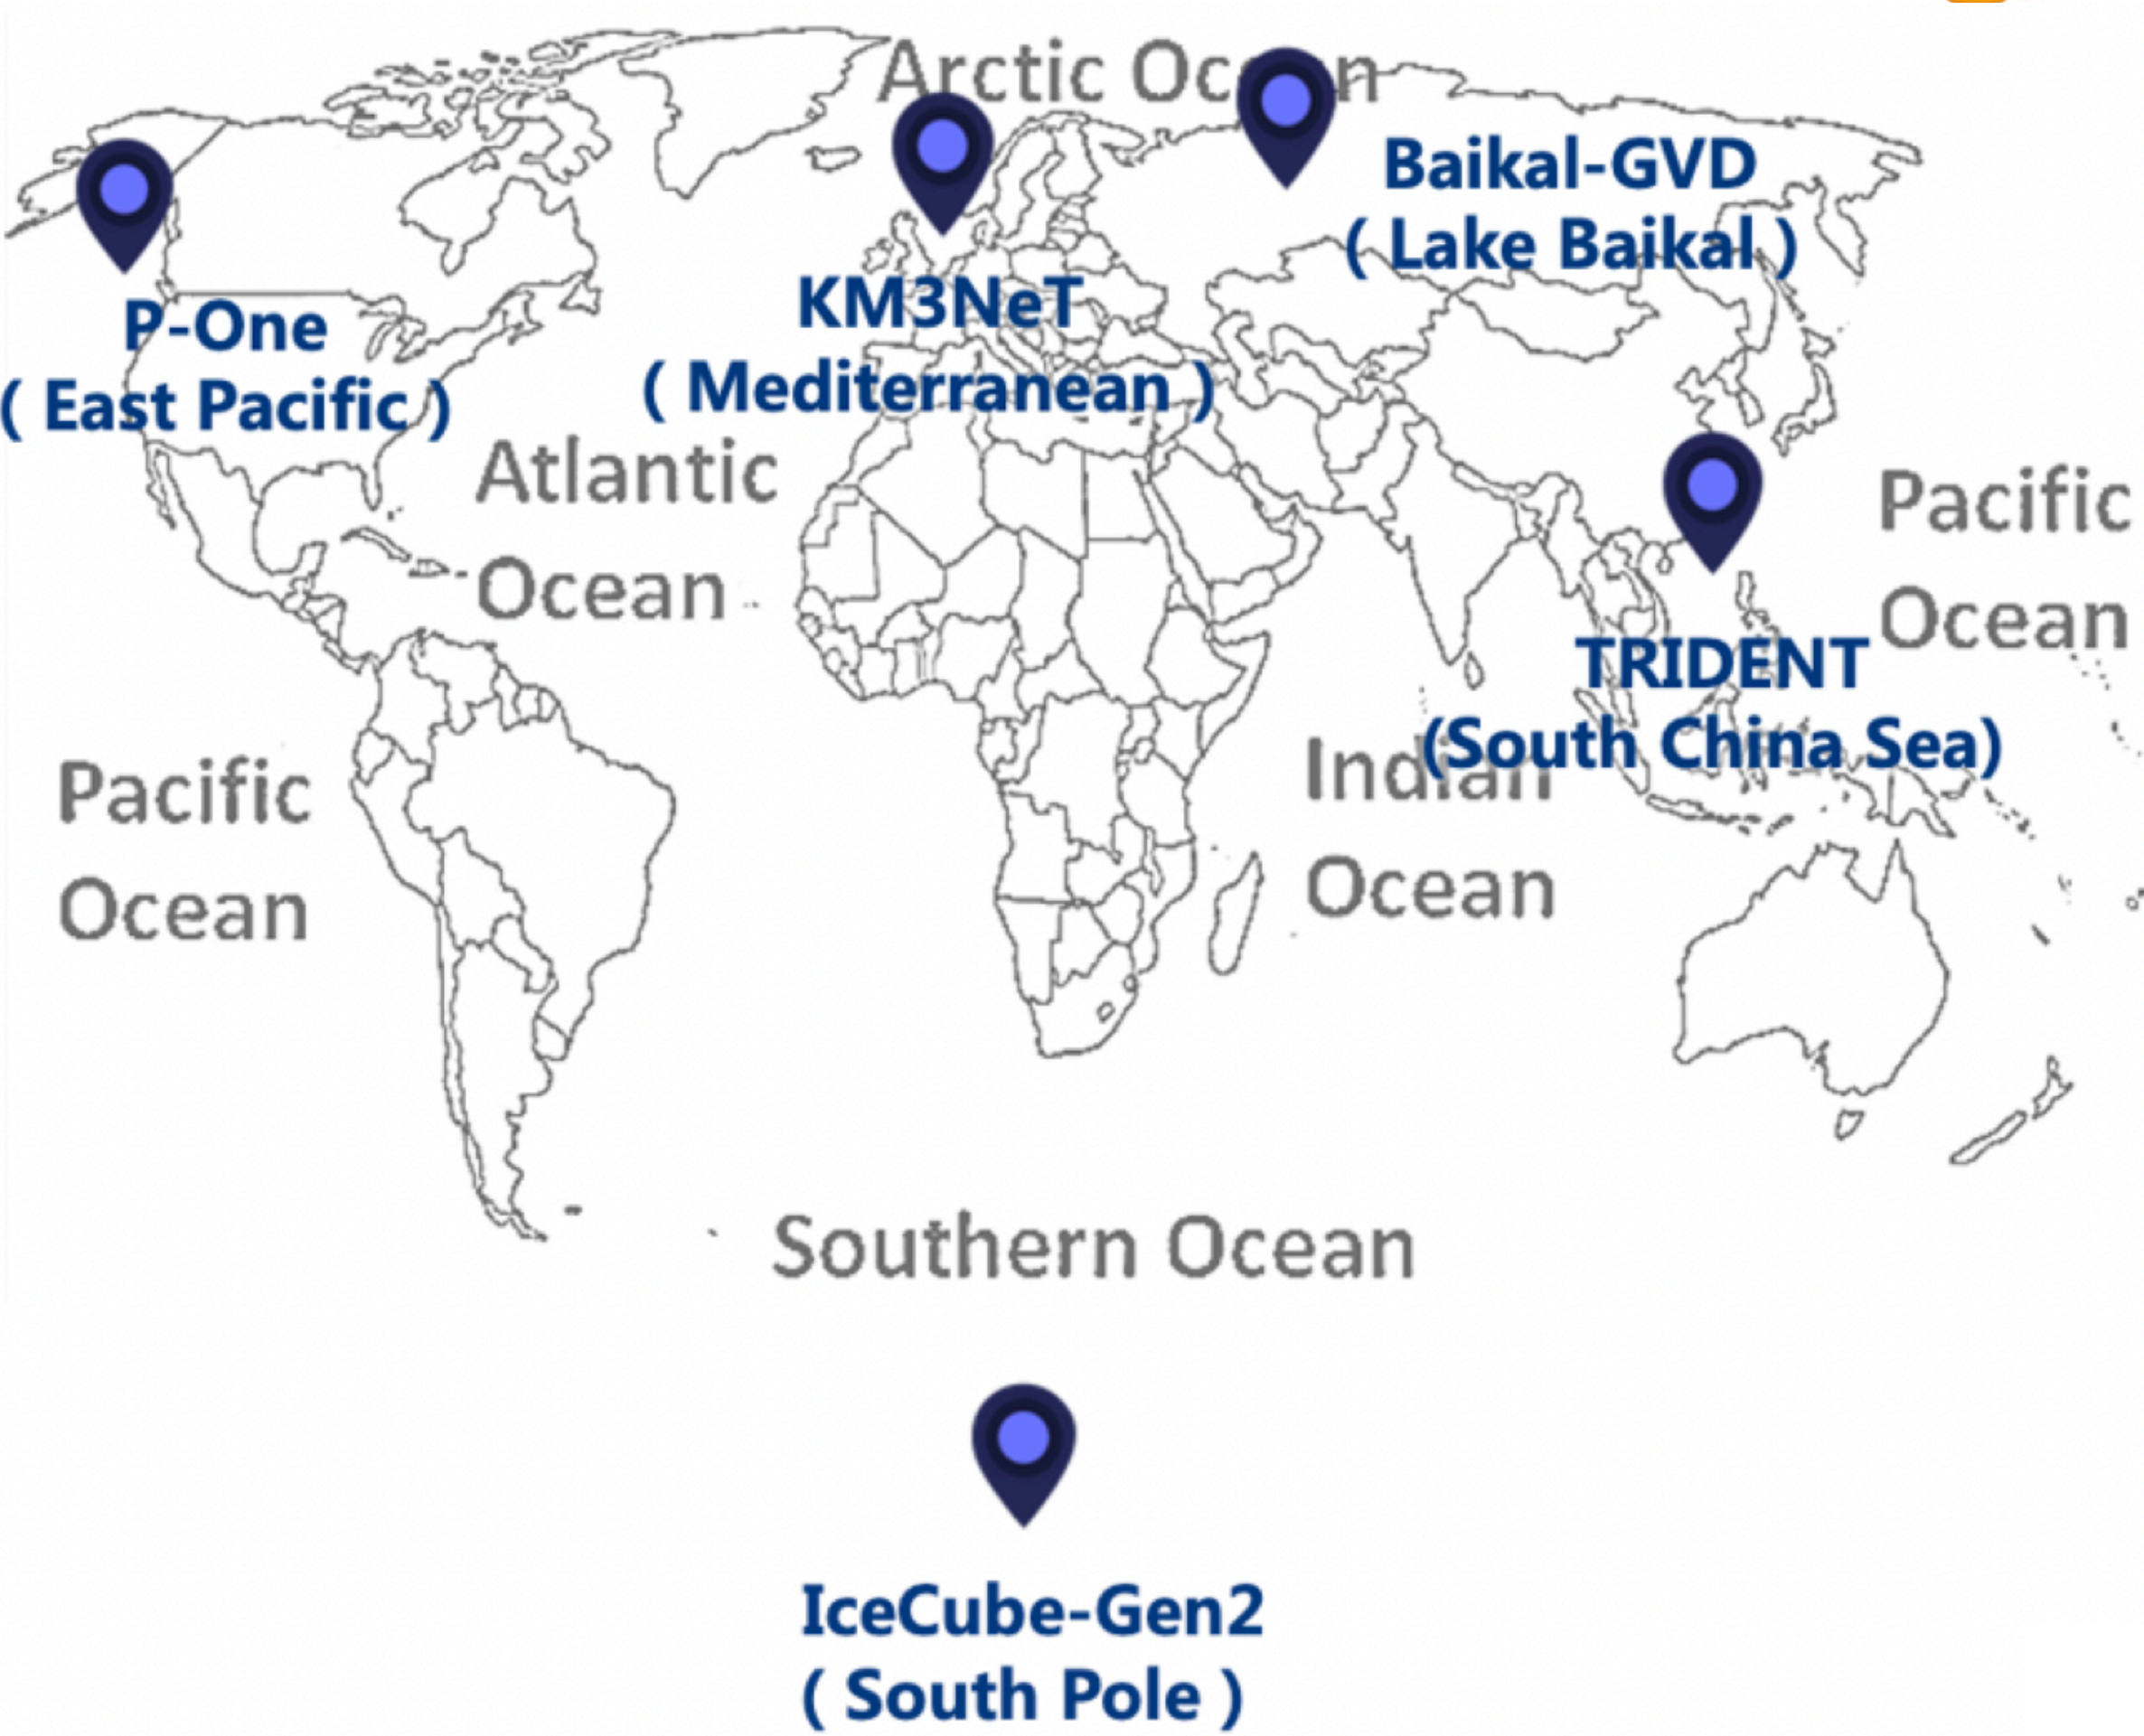 Arctic Ocean
Baikal-GVD
( Lake Baikal )
KM3NeT
( Mediterranean )
P-One
( East Pacific )
Atlantic
Ocean
Pacific
Ocean
TRIDENT
(South China Sea)
Indian
Ocean
Pacific
Ocean
Southern Ocean
IceCube-Gen2
( South Pole )